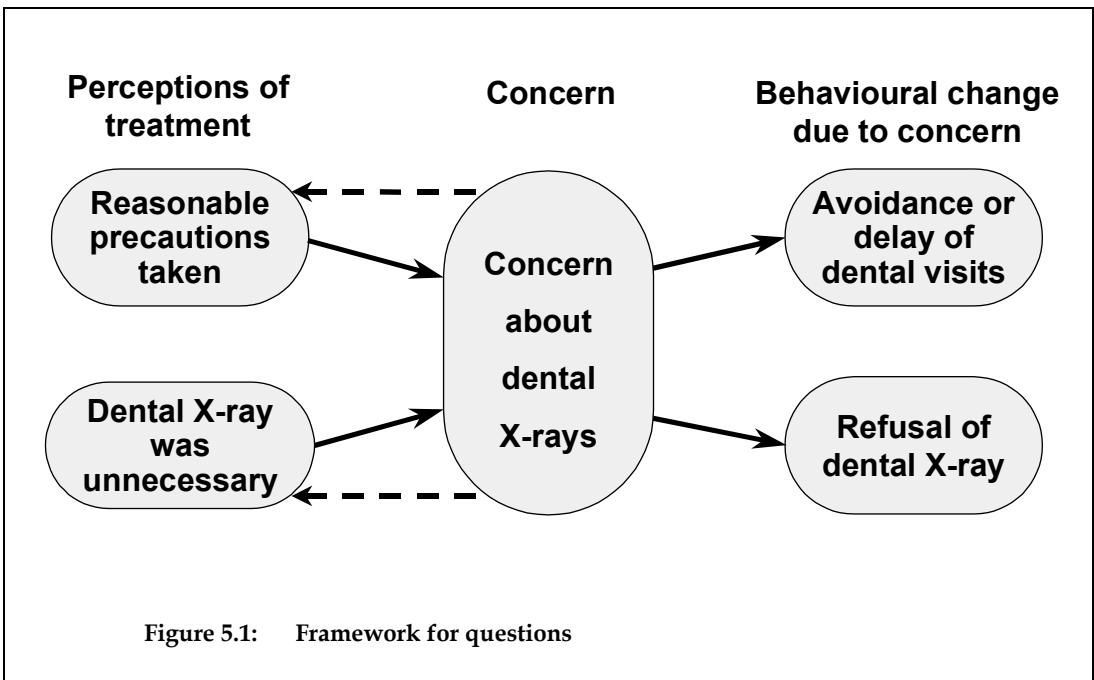 Perceptions of
treatment
Concern
Behavioural change
due to concern
Reasonable
precautions
taken
Dental X-ray
was
unnecessary
Concern
about
dental
X-rays
Avoidance or
delay of
dental visits
Refusal of
dental X-ray
Figure 5.1: Framework for questions